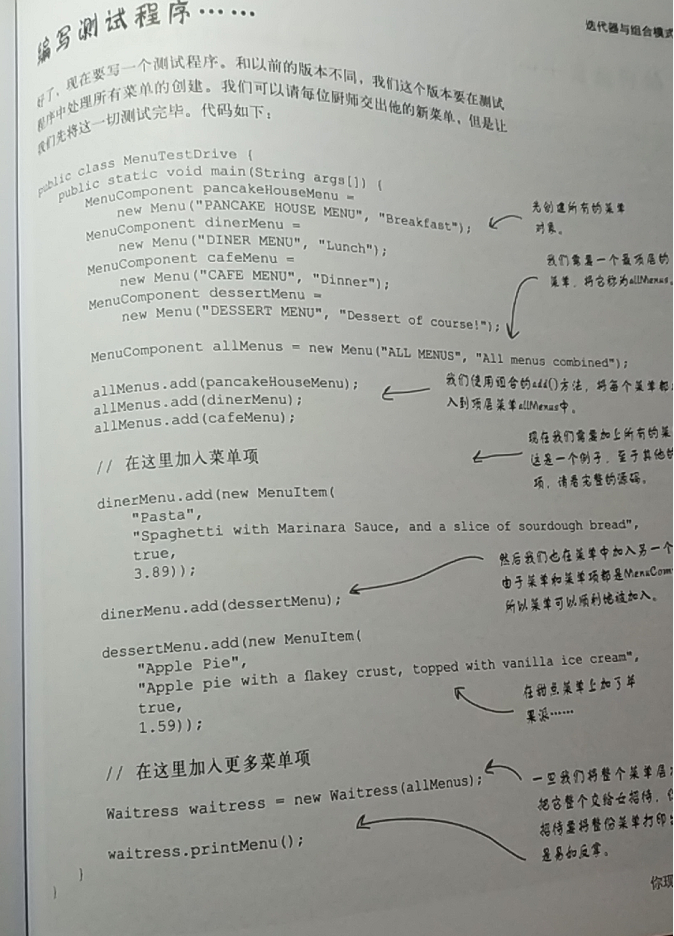 迭代器与组合模式
编写测试程序……
好了，现在要写一个测试程序。和以前的版本不同，我们这个版本要在测试
程序中处理所有菜单的创建。我们可以请每位厨师交出他的新菜单，但是让
我们先将这一切测试完毕。代码如下：
public class MenuTestDrive {
public static void main(String args[]) {
MenuComponent pancakeHouseMenu =
new Menu("PANCAKE HOUSE MENU", "Breakfast");
MenuComponent dinerMenu =
new Menu("DINER MENU", "Lunch");
MenuComponent cafeMenu =
new Menu("CAFE MENU", "Dinner");
MenuComponent dessertMenu =
new Menu("DESSERT MENU", "Dessert of course!");
先创建所有的菜单
对象。
我们需要一个最顶层的
菜单，将它称为allMenus。
MenuComponent allMenus = new Menu("ALL MENUS", "All menus combined");
allMenus.add(pancakeHouseMenu);
allMenus.add(dinerMenu);
allMenus.add(cafeMenu);
我们使用组合的add()方法，将每个菜单都
入到顶层菜单allMenus中。
// 在这里加入菜单项
现在我们需要加上所有的菜
这是一个例子，至于其他的
项，请看完整的源码。
dinerMenu.add(new MenuItem(
"Pasta",
"Spaghetti with Marinara Sauce, and a slice of sourdough bread",
true,
3.89));
dinerMenu.add(dessertMenu);
然后我们也在菜单中加入另一个
由于菜单和菜单项都是MenuCom
所以菜单可以顺利地被加入。
dessertMenu.add(new MenuItem(
"Apple Pie",
"Apple pie with a flakey crust, topped with vanilla ice cream",
true,
1.59));
在甜点菜单上加了苹
果派……
// 在这里加入更多菜单项
Waitress waitress = new Waitress(allMenus);
waitress.printMenu();
一旦我们将整个菜单层
把它整个交给女招待，
招待要将整份菜单打印
是易如反掌。
}
}
你现